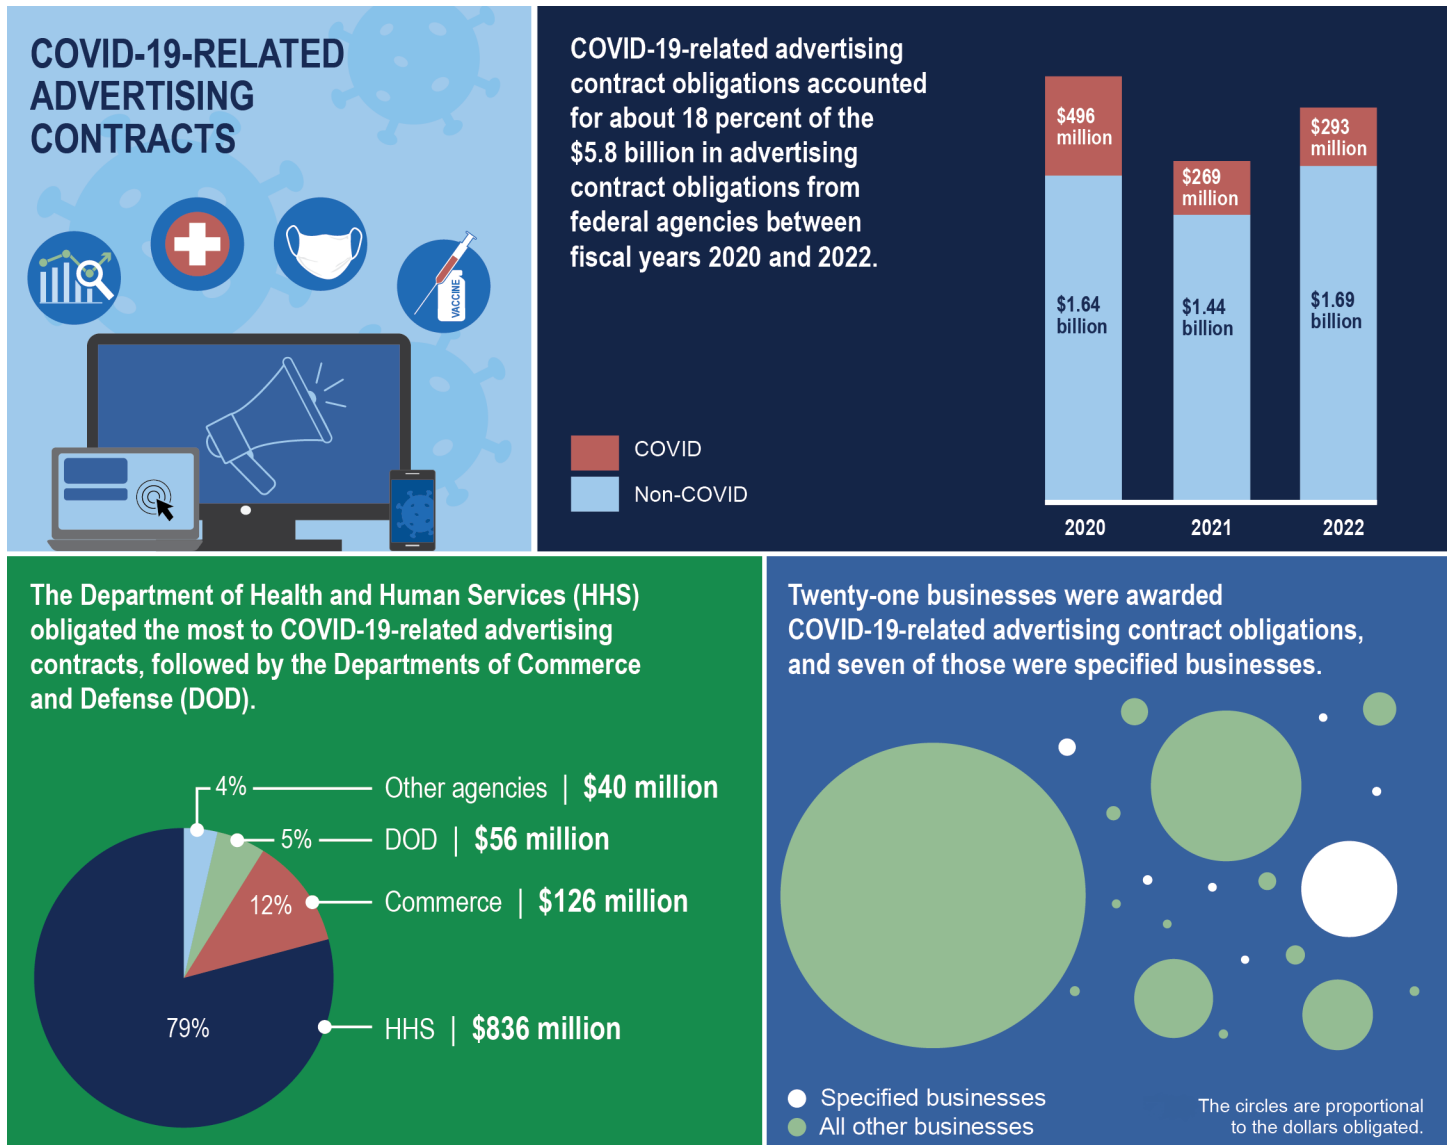 COVID-19-RELATED
ADVERTISING
CONTRACTS
VACCINE
COVID-19-related advertising
contract obligations accounted
for about 18 percent of the
$5.8 billion in advertising
contract obligations from
federal agencies between
fiscal years 2020 and 2022.
COVID
Non-COVID
$496
million
$1.64
billion
2020
$269
million
$1.44
billion
2021
$293
million
$1.69
billion
2022
The Department of Health and Human Services (HHS)
obligated the most to COVID-19-related advertising
contracts, followed by the Departments of Commerce
and Defense (DOD).
4% Other agencies | $40 million
5% DOD | $56 million
12% Commerce | $126 million
79% HHS | $836 million
Twenty-one businesses were awarded
COVID-19-related advertising contract obligations,
and seven of those were specified businesses.
Specified businesses
All other businesses
The circles are proportional
to the dollars obligated.